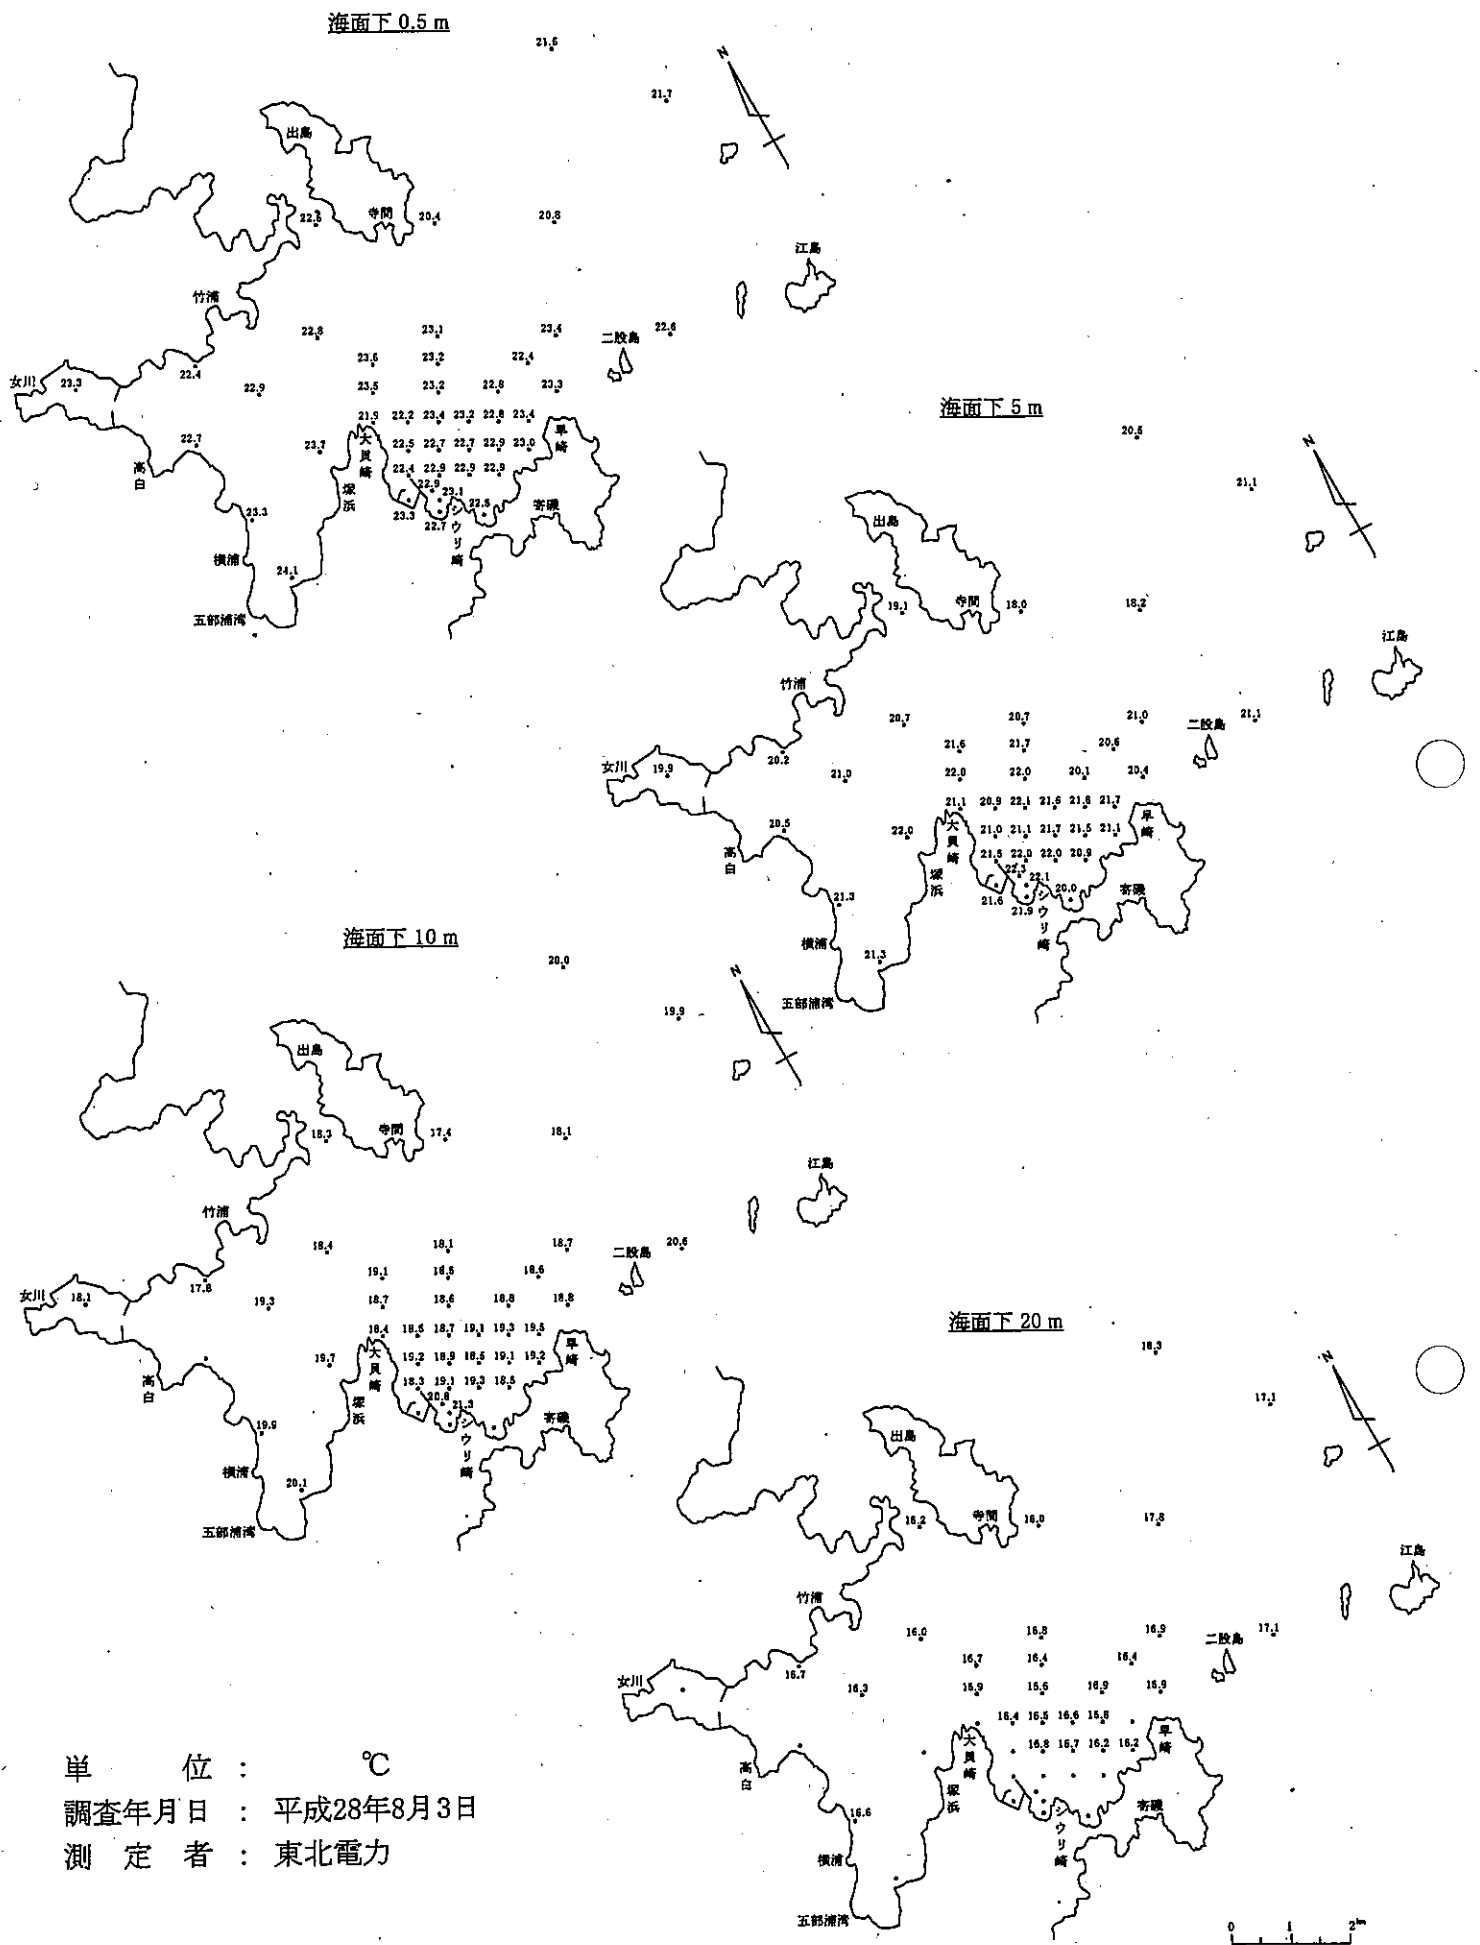 海面下 0.5 m
21.7
N
出島
寺間
20.4
20.8
江島
竹浦
22.8
23.1
23.4
22.6
二股島
23.2
22.4
女川
23.3
22.4
22.9
23.5
23.2
22.8
23.3
21.9 22.2 23.4 23.2 22.8 23.4
22.7
23.7
大貝崎
22.5 22.7 22.7 22.9 23.0
早崎
高白
塚浜
22.4 22.9 22.9 22.9
22.9
23.1
23.3
22.7
22.5
シウリ崎
寄磯
23.3
横浦
24.1
五部浦湾
海面下 5 m
21.1
N
出島
19.1
寺間
18.0
18.2
江島
竹浦
20.7
20.7
21.0
二股島
21.1
21.6
21.7
20.6
女川
19.9
20.2
21.0
22.0
22.0
20.1
20.4
21.1 20.9 22.1 21.6 21.8 21.7
20.5
22.0
大貝崎
21.0 21.1 21.7 21.5 21.1
早崎
高白
塚浜
21.5 22.0 22.0 20.9
22.3
22.1
21.6
21.9
20.0
シウリ崎
寄磯
21.3
横浦
21.3
五部浦湾
海面下 10 m
20.0
19.9
N
出島
18.3
寺間
17.4
18.1
江島
竹浦
18.4
18.1
18.7
二股島
20.6
19.1
18.5
18.6
女川
18.1
17.8
19.3
18.7
18.6
18.8
18.8
18.4 18.5 18.7 19.1 19.3 19.5
19.7
大貝崎
19.2 18.9 18.5 19.1 19.2
早崎
高白
塚浜
18.3 19.1 19.3 18.5
20.8
21.3
シウリ崎
寄磯
19.9
横浦
20.1
五部浦湾
海面下 20 m
18.3
17.1
N
出島
16.2
寺間
16.0
17.8
江島
竹浦
16.0
16.8
16.9
二股島
17.1
16.7
16.4
16.4
女川
16.7
16.3
15.9
15.6
16.9
16.9
16.4 16.5 16.6 15.8
大貝崎
16.8 16.7 16.2 16.2
早崎
高白
塚浜
シウリ崎
寄磯
16.6
横浦
五部浦湾
単 位 : ℃
調査年月日 : 平成28年8月3日
測 定 者 : 東北電力
0 1 2km